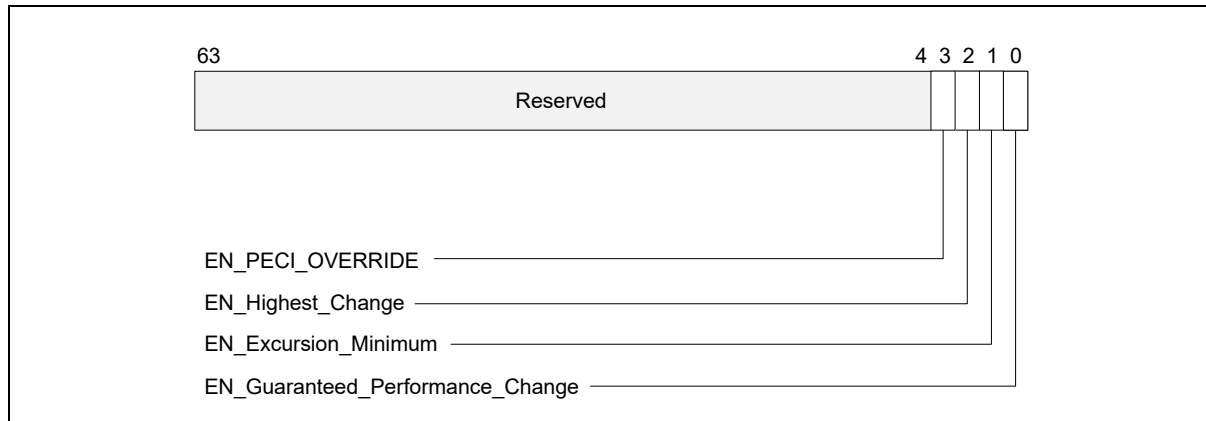 63 4 3 2 1 0
Reserved
EN_PECI_OVERRIDE
EN_Highest_Change
EN_Excursion_Minimum
EN_Guaranteed_Performance_Change